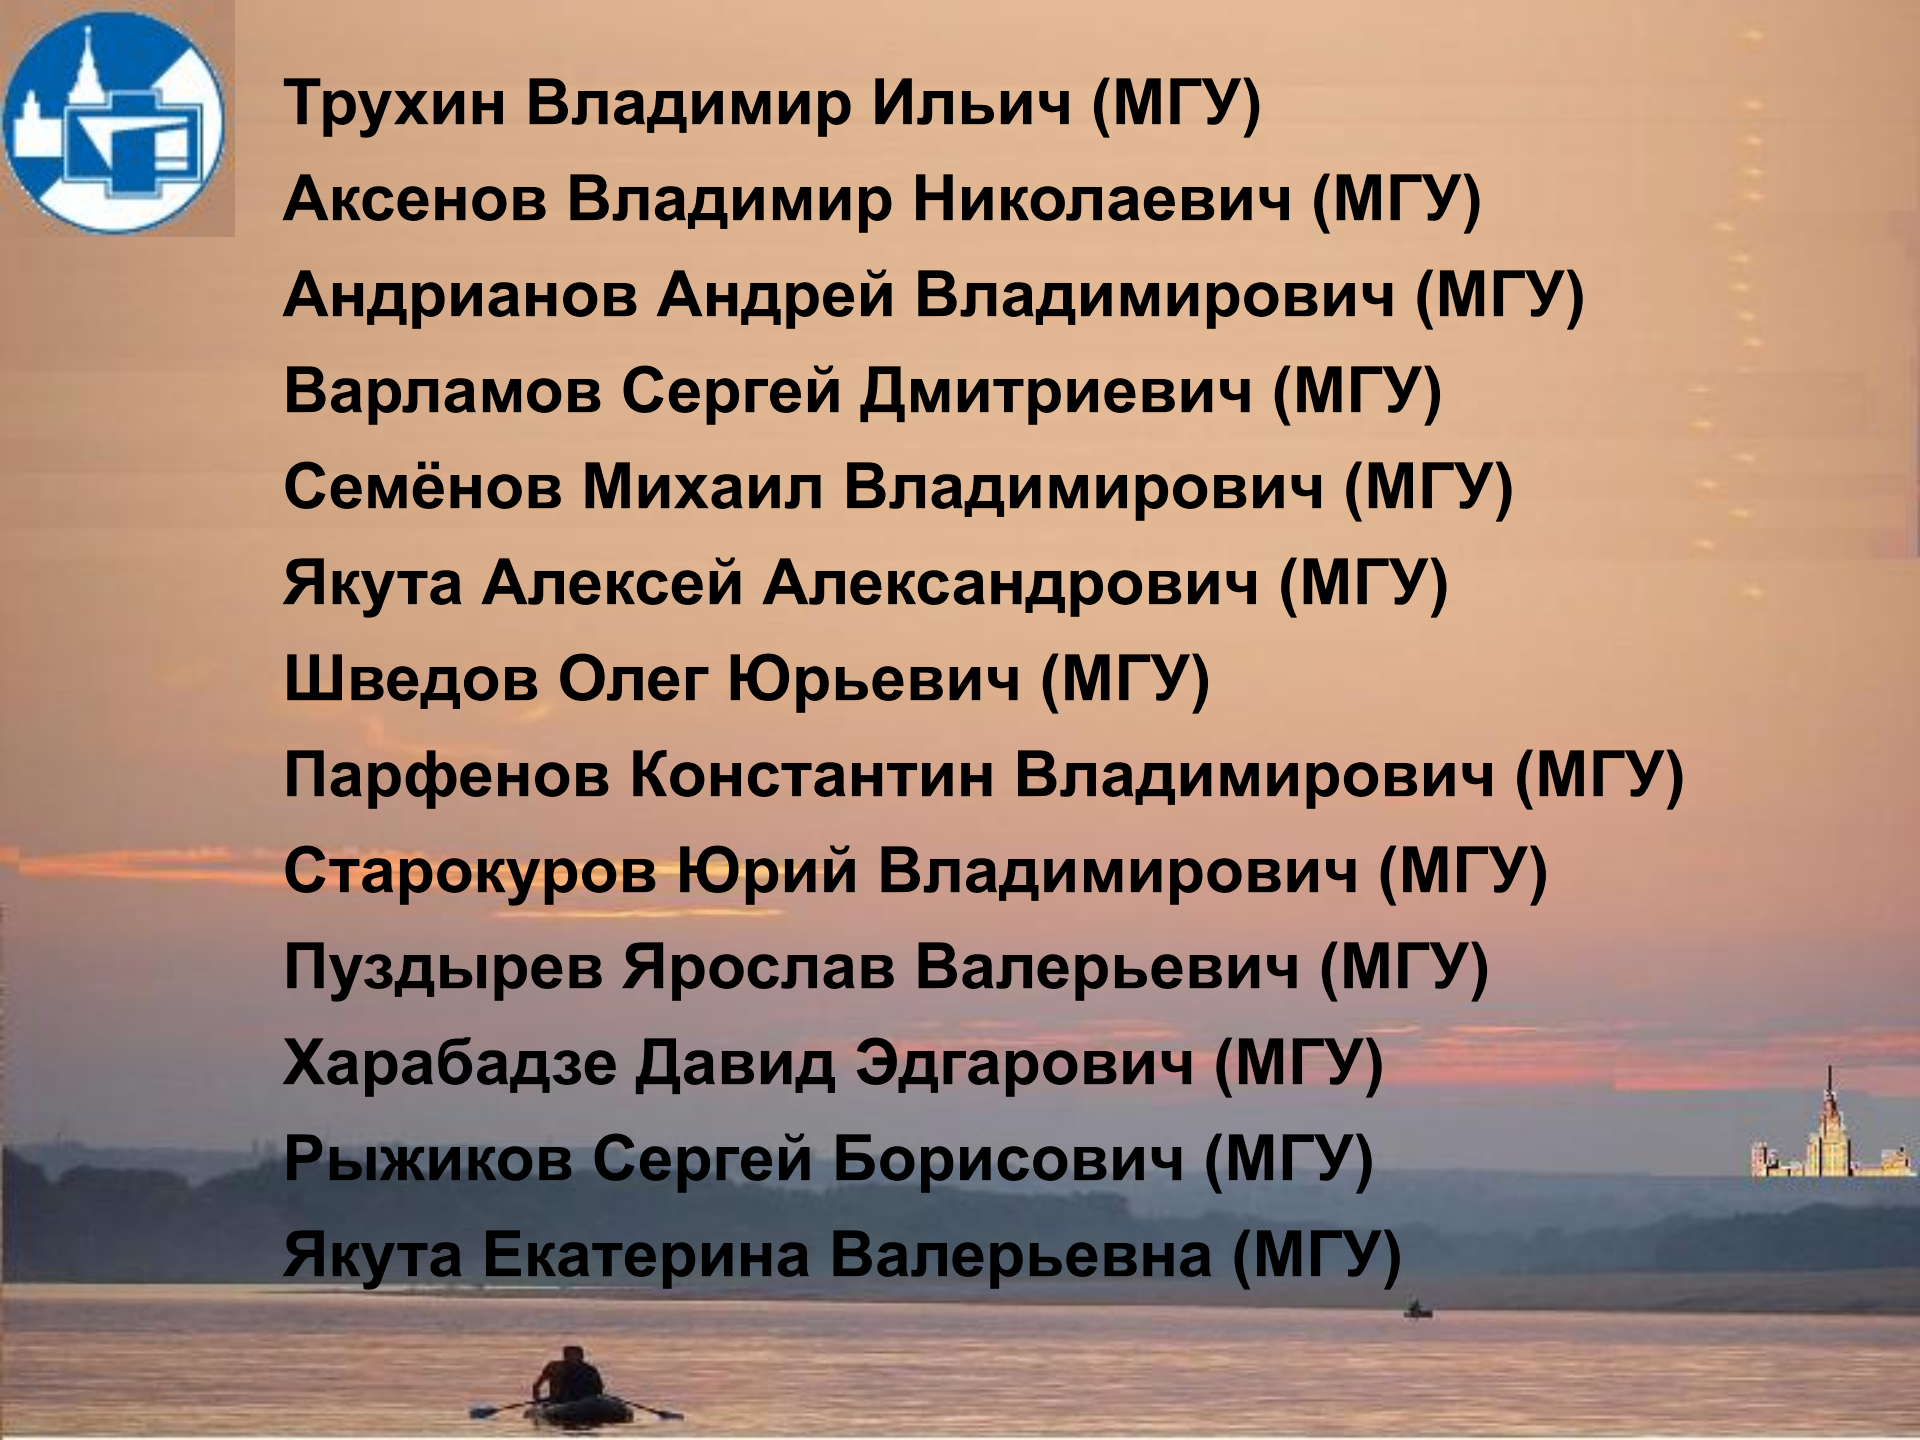 Трухин Владимир Ильич (МГУ)
Аксенов Владимир Николаевич (МГУ)
Андрианов Андрей Владимирович (МГУ)
Варламов Сергей Дмитриевич (МГУ)
Семёнов Михаил Владимирович (МГУ)
Якута Алексей Александрович (МГУ)
Шведов Олег Юрьевич (МГУ)
Парфенов Константин Владимирович (МГУ)
Старокуров Юрий Владимирович (МГУ)
Пуздырев Ярослав Валерьевич (МГУ)
Харабадзе Давид Эдгарович (МГУ)
Рыжиков Сергей Борисович (МГУ)
Якута Екатерина Валерьевна (МГУ)